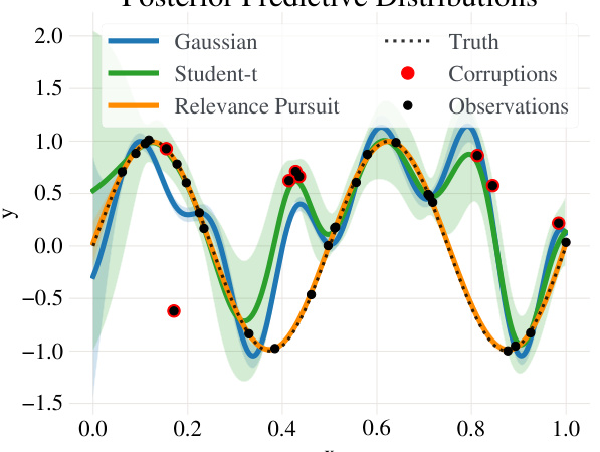 Posterior Predictive Distributions
Gaussian
Student-t
Relevance Pursuit
Truth
Corruptions
Observations
y
2.0
1.5
1.0
0.5
0.0
−0.5
−1.0
−1.5
0.0 0.2 0.4 0.6 0.8 1.0